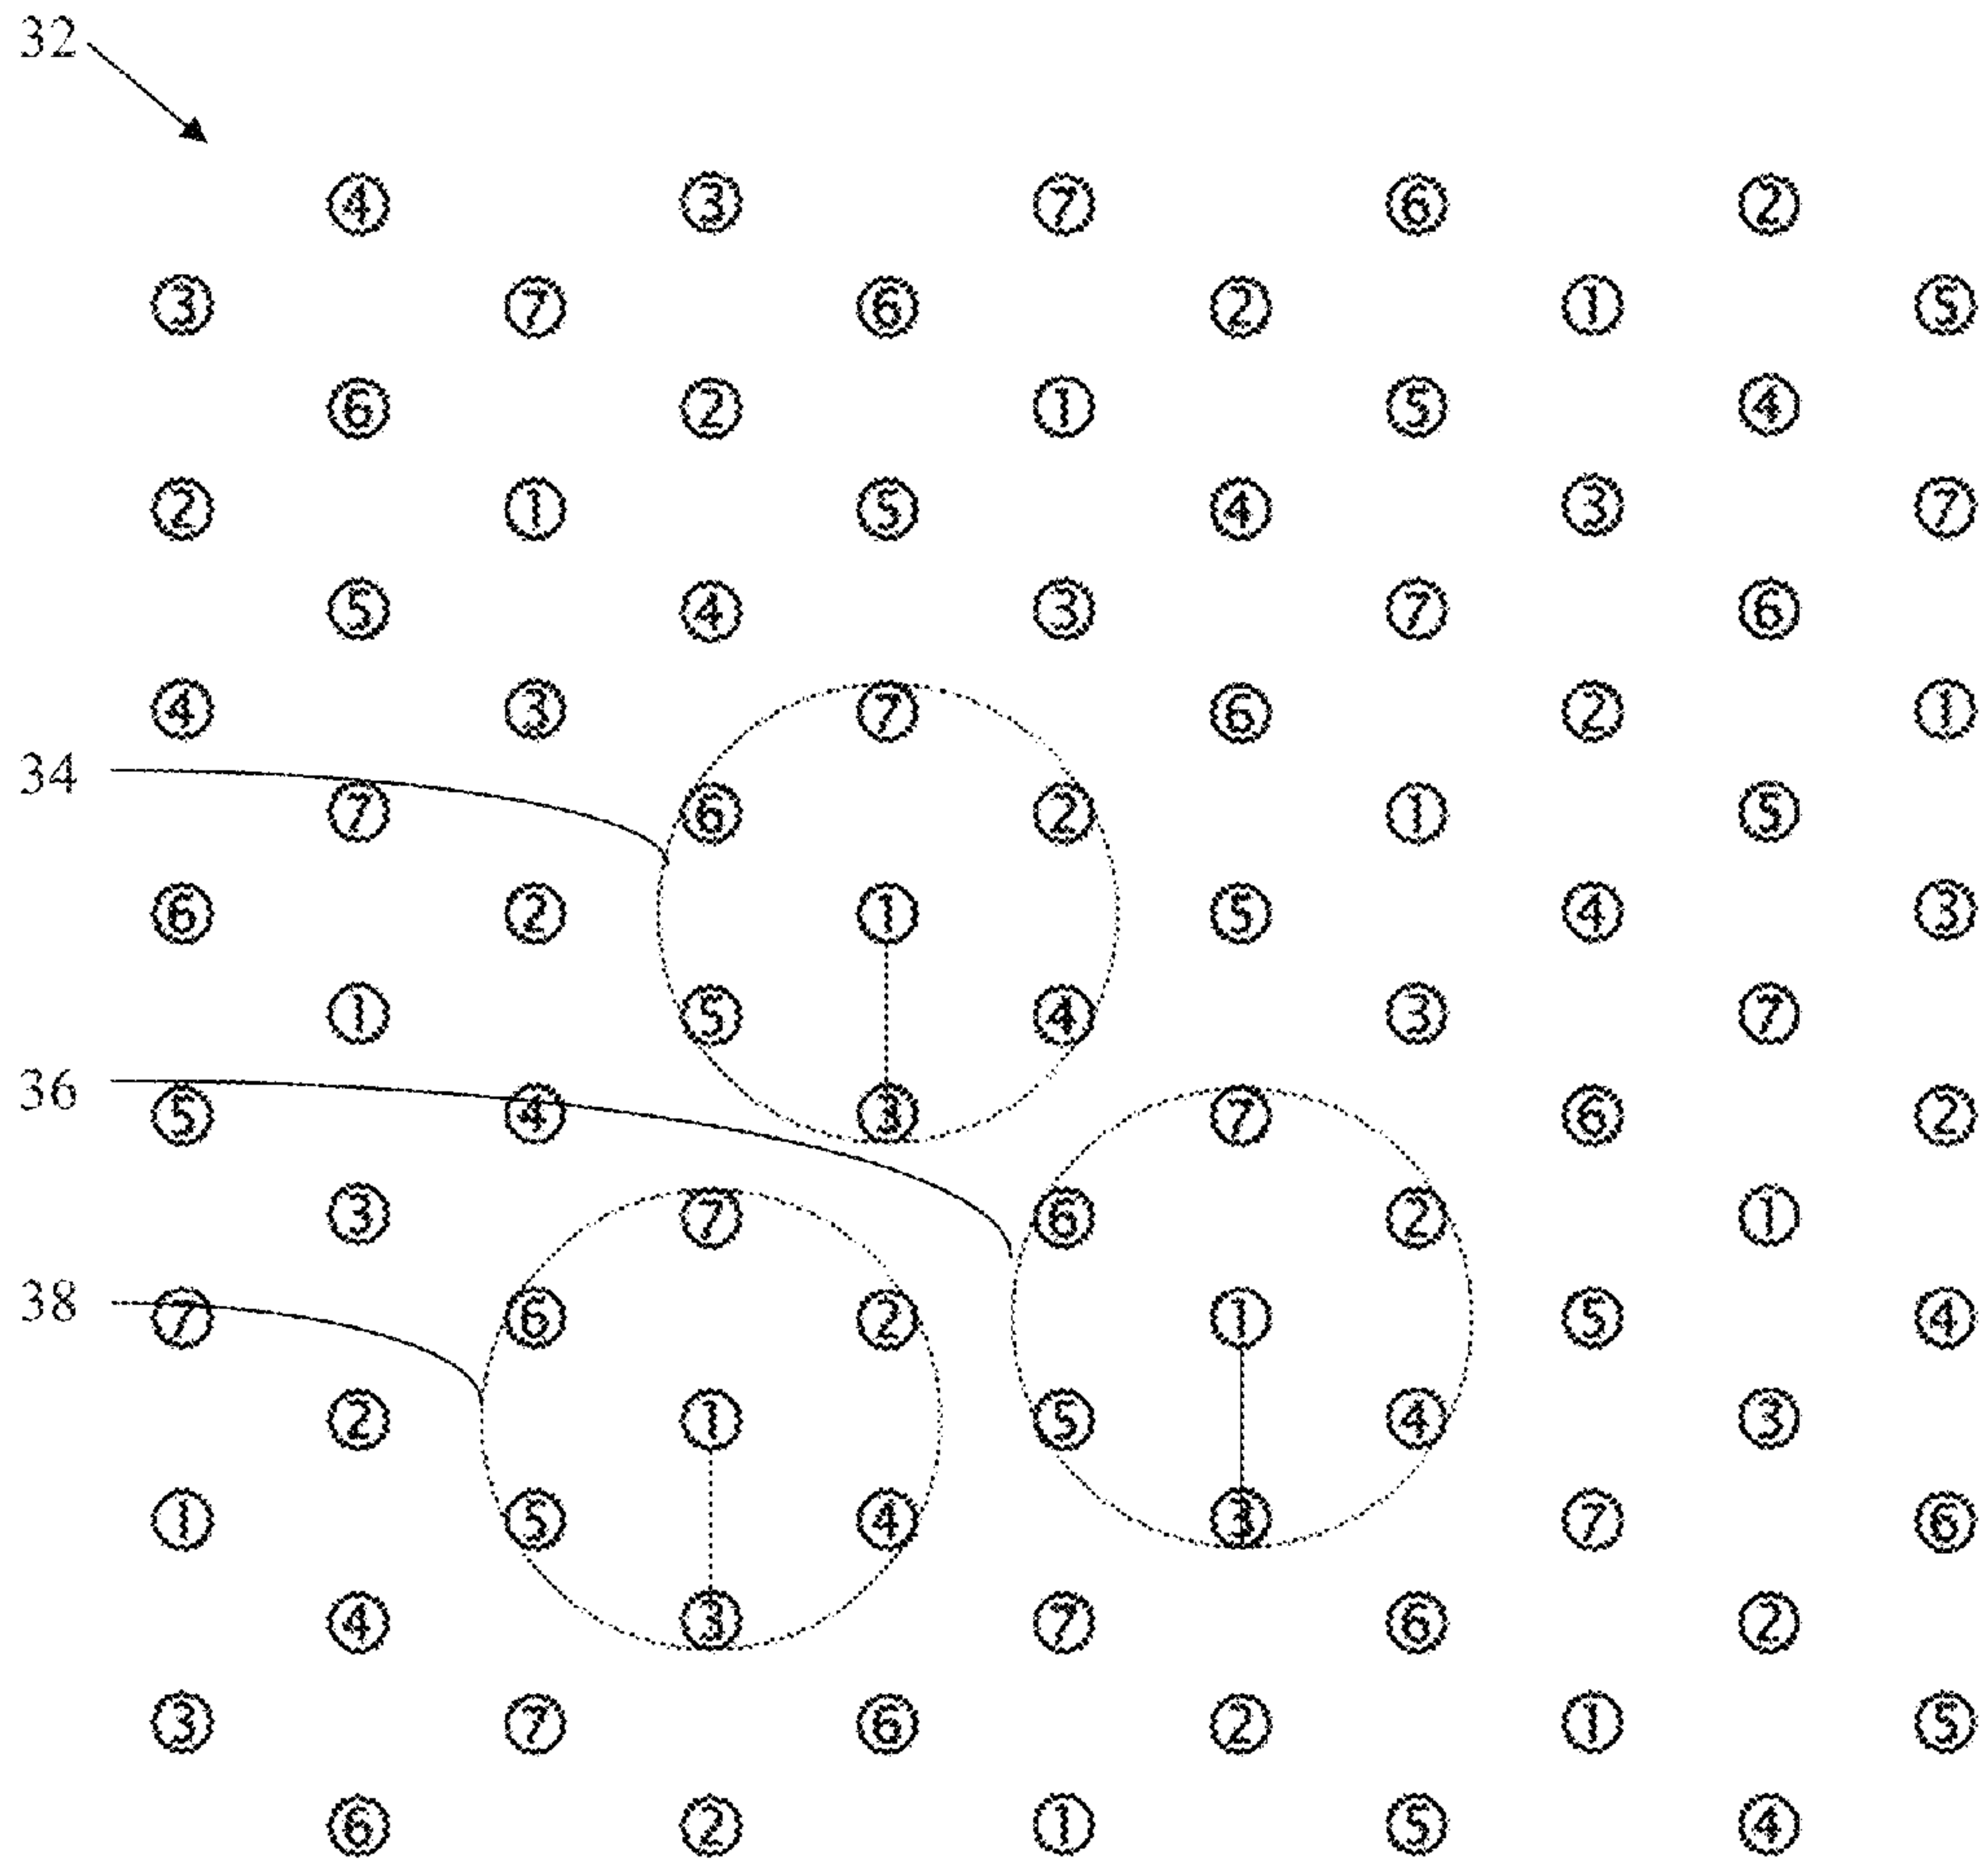 32
4 3 7 6 2
3 7 6 2 1 5
6 2 1 5 4
2 1 5 4 3 7
5 4 3 7 6
4 3 7 6 2 1
34
7 6 2 1 5
6 2 1 5 4 3
1 5 4 3 7
36
5 4 3 7 6 2
3 7 6 2 1
38
7 6 2 1 5 4
2 1 5 4 3
1 5 4 3 7 6
4 3 7 6 2
3 7 6 2 1 5
6 2 1 5 4